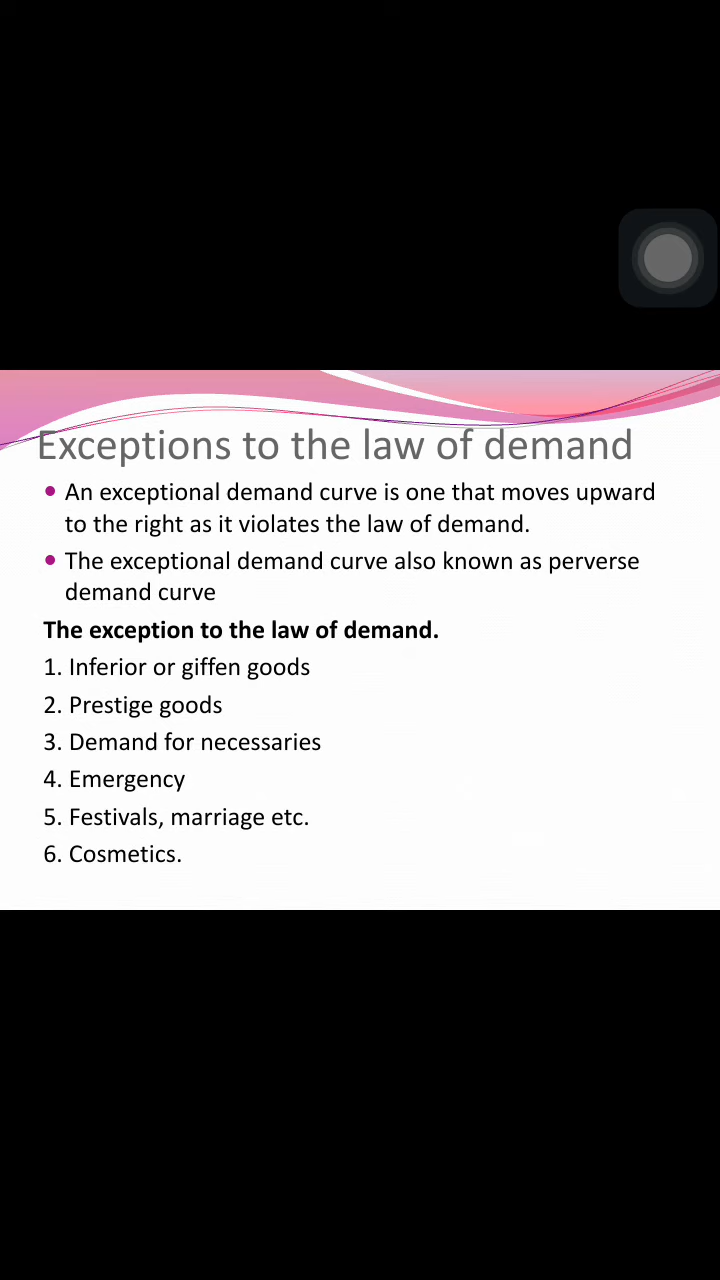 Exceptions to the law of demand
• An exceptional demand curve is one that moves upward
to the right as it violates the law of demand.
• The exceptional demand curve also known as perverse
demand curve
The exception to the law of demand.
1. Inferior or giffen goods
2. Prestige goods
3. Demand for necessaries
4. Emergency
5. Festivals, marriage etc.
6. Cosmetics.